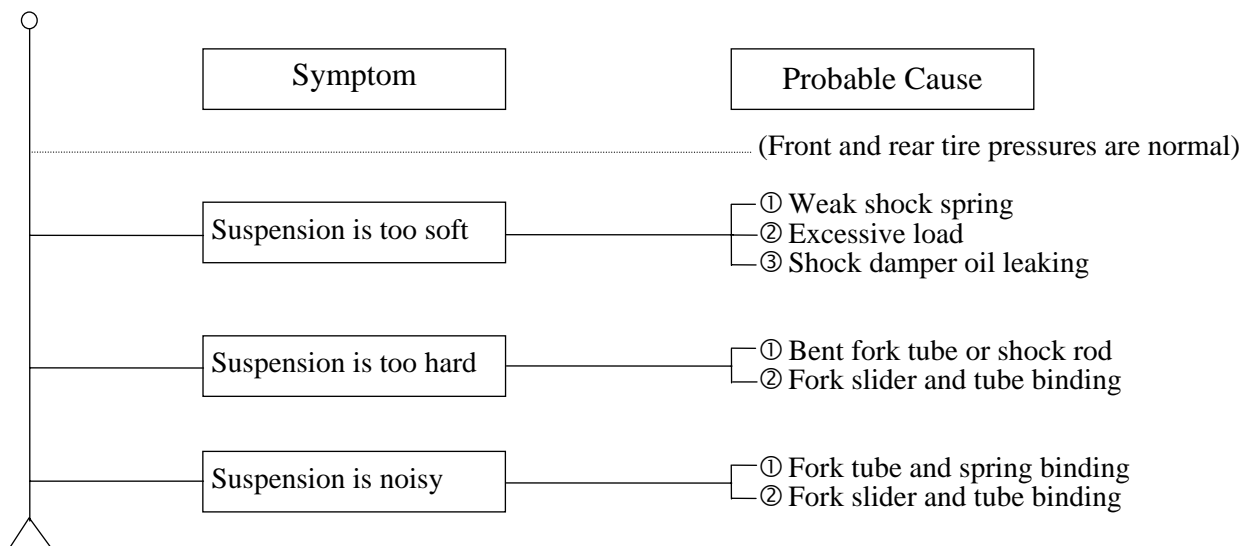 Symptom
Probable Cause
(Front and rear tire pressures are normal)
Suspension is too soft
① Weak shock spring
② Excessive load
③ Shock damper oil leaking
Suspension is too hard
① Bent fork tube or shock rod
② Fork slider and tube binding
Suspension is noisy
① Fork tube and spring binding
② Fork slider and tube binding